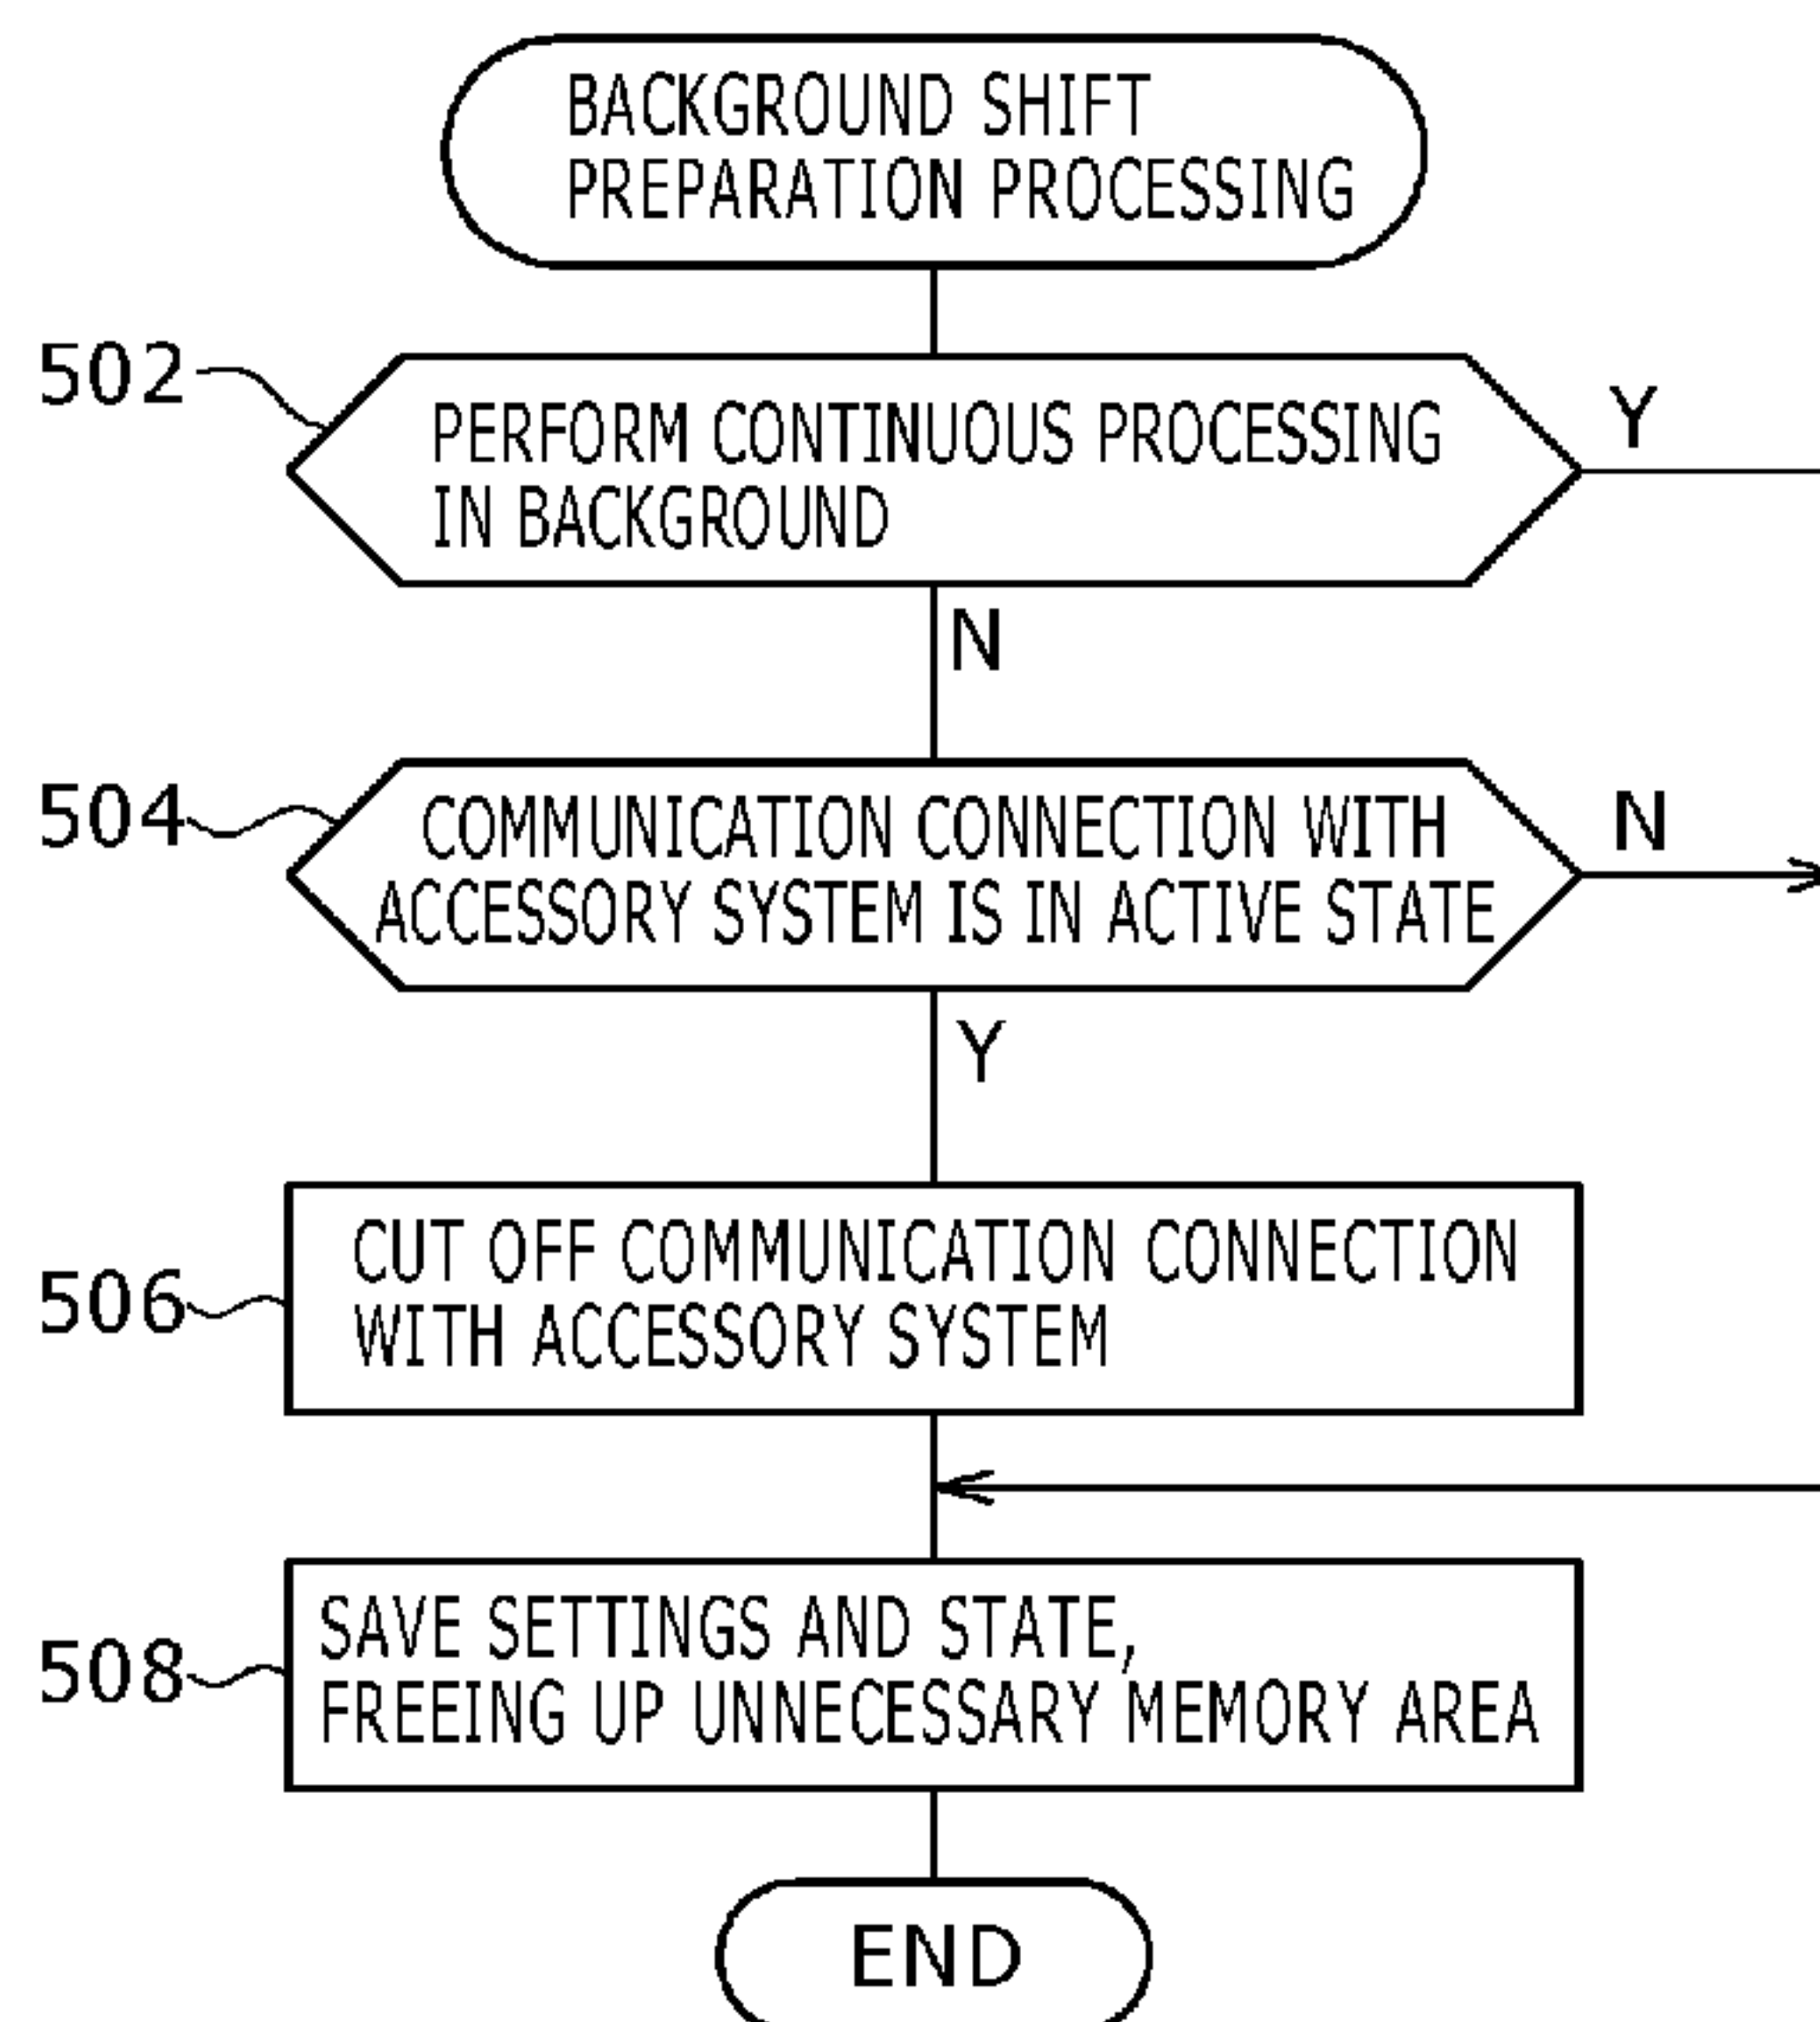 BACKGROUND SHIFT
PREPARATION PROCESSING
502
PERFORM CONTINUOUS PROCESSING
IN BACKGROUND
Y
N
504
COMMUNICATION CONNECTION WITH
ACCESSORY SYSTEM IS IN ACTIVE STATE
N
Y
506
CUT OFF COMMUNICATION CONNECTION
WITH ACCESSORY SYSTEM
508
SAVE SETTINGS AND STATE,
FREEING UP UNNECESSARY MEMORY AREA
END